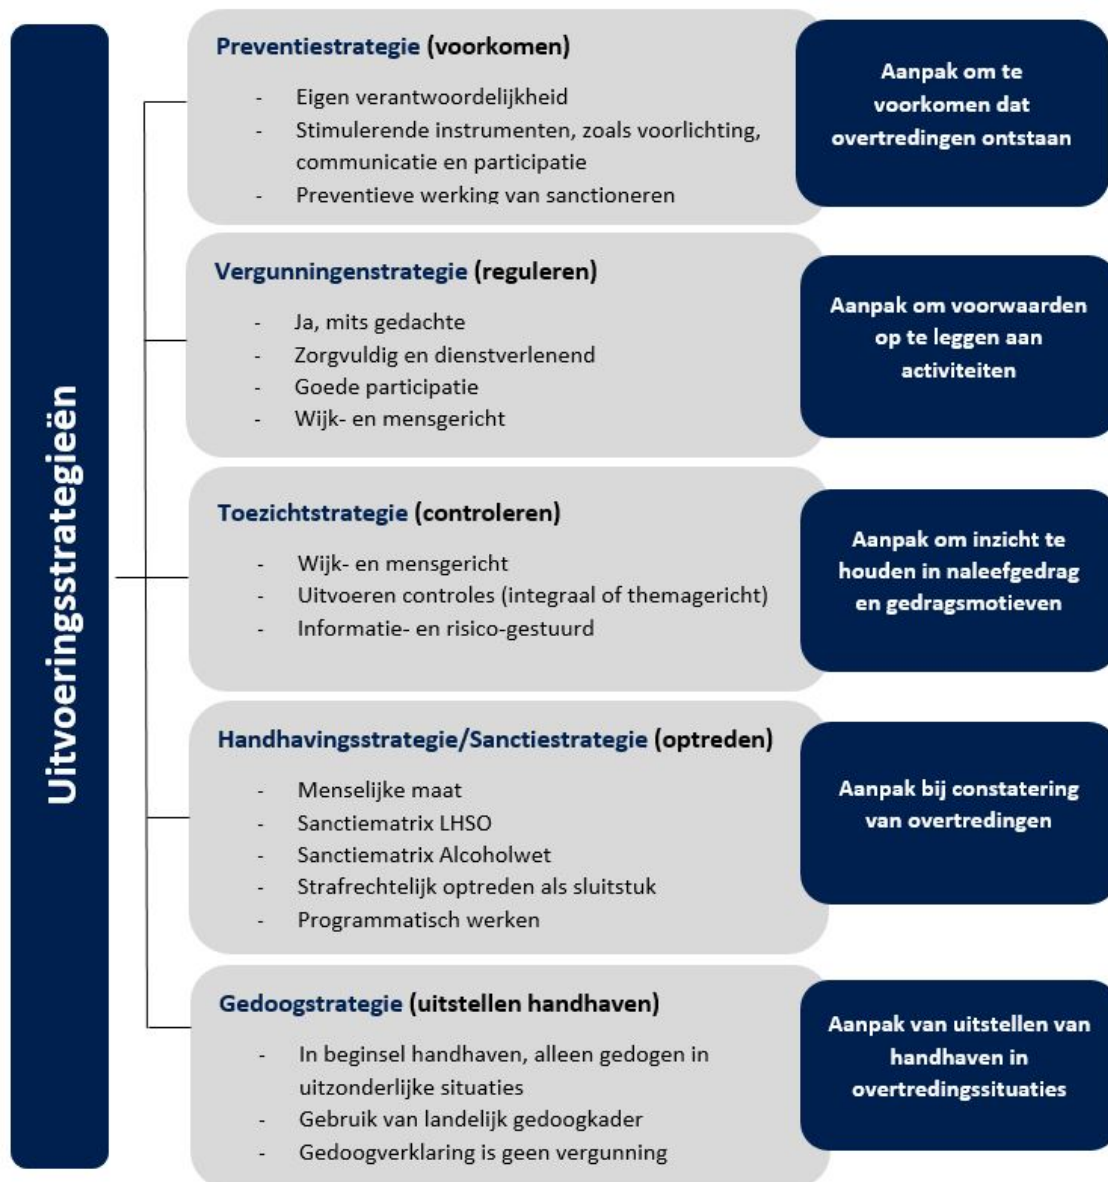 Uitvoeringsstrategieën
Preventiestrategie (voorkomen)
- Eigen verantwoordelijkheid
- Stimulerende instrumenten, zoals voorlichting,
communicatie en participatie
- Preventieve werking van sanctioneren
Aanpak om te
voorkomen dat
overtredingen ontstaan
Vergunningenstrategie (reguleren)
- Ja, mits gedachte
- Zorgvuldig en dienstverlenend
- Goede participatie
- Wijk- en mensgericht
Aanpak om voorwaarden
op te leggen aan
activiteiten
Toezichtstrategie (controleren)
- Wijk- en mensgericht
- Uitvoeren controles (integraal of themagericht)
- Informatie- en risico-gestuurd
Aanpak om inzicht te
houden in naleefgedrag
en gedragsmotieven
Handhavingsstrategie/Sanctiestrategie (optreden)
- Menselijke maat
- Sanctiematrix LHSO
- Sanctiematrix Alcoholwet
- Strafrechtelijk optreden als sluitstuk
- Programmatisch werken
Aanpak bij constatering
van overtredingen
Gedoogstrategie (uitstellen handhaven)
- In beginsel handhaven, alleen gedogen in
uitzonderlijke situaties
- Gebruik van landelijk gedoogkader
- Gedoogverklaring is geen vergunning
Aanpak van uitstellen van
handhaven in
overtredingssituaties